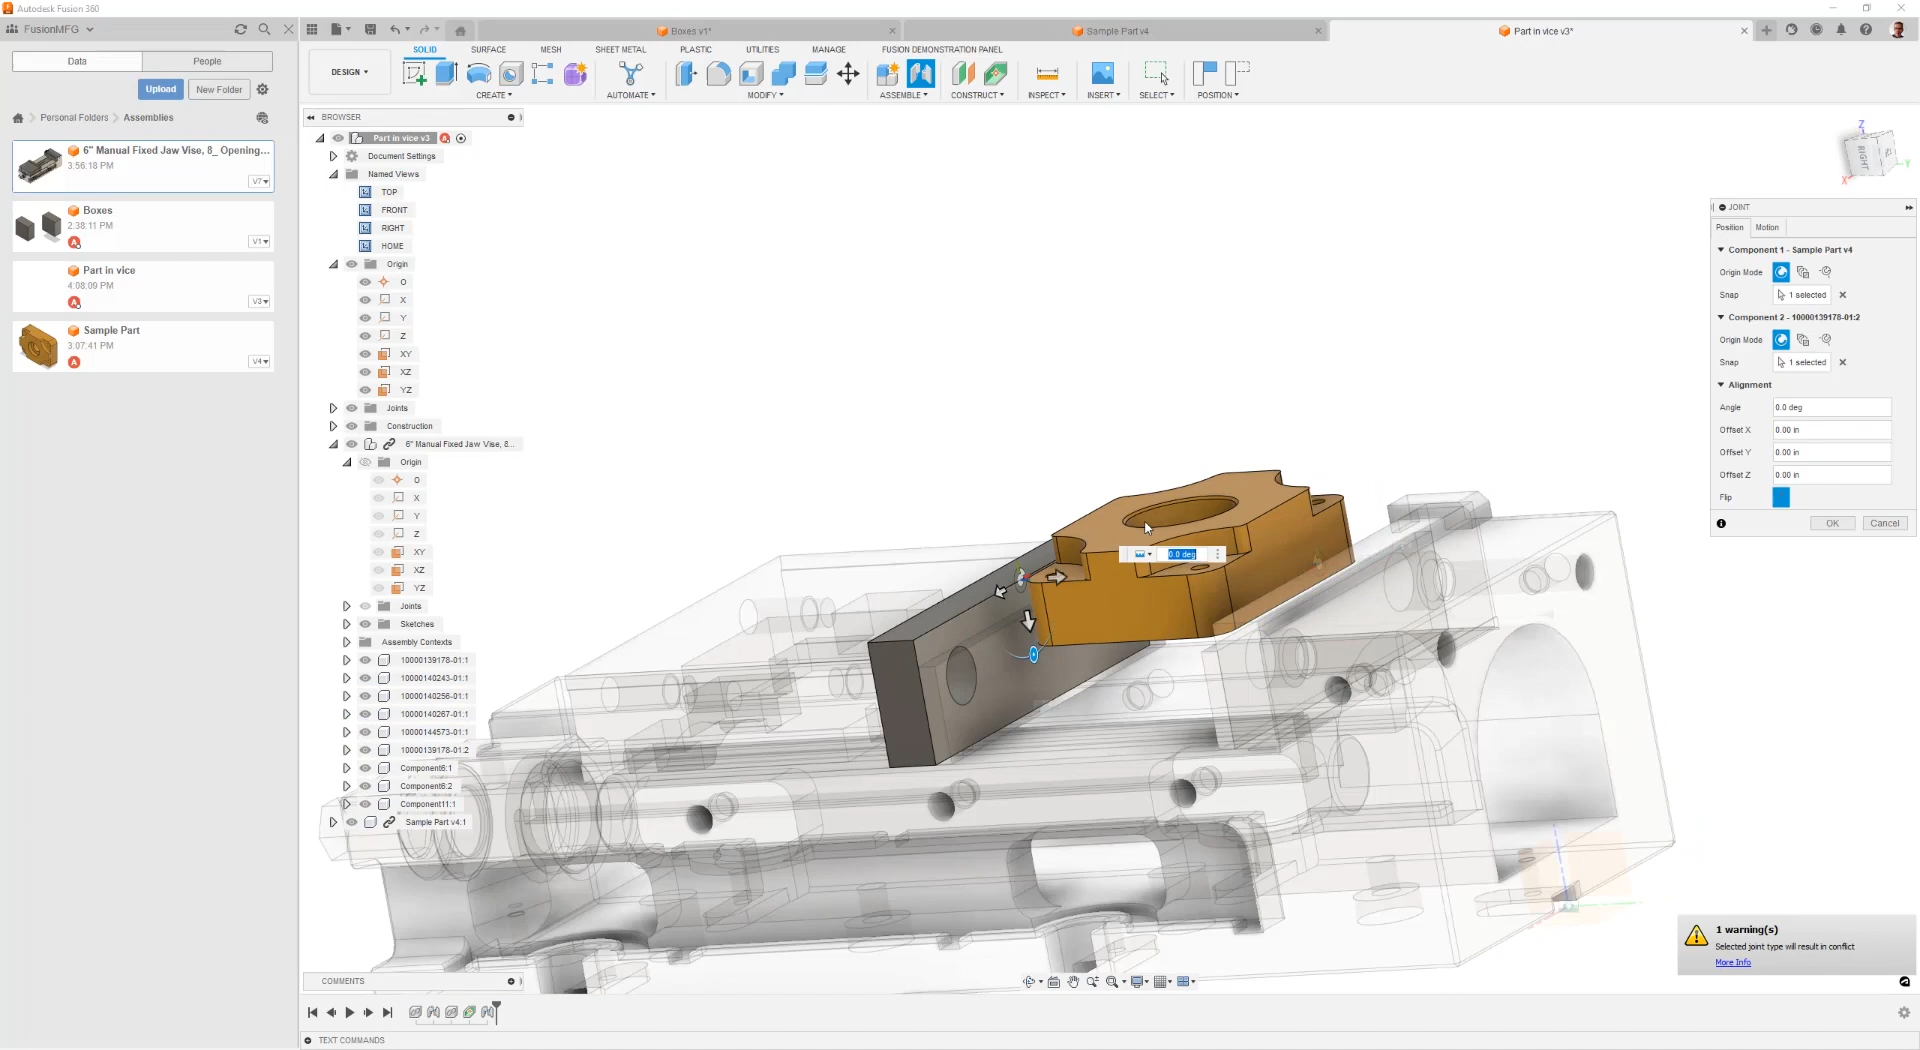 Autodesk Fusion 360
FusionMFG
Boxes v1*
Sample Part v4
Part in vice v3*
Data
People
Upload
New Folder
Personal Folders
Assemblies
6" Manual Fixed Jaw Vise, 8_ Opening...
3:56:18 PM
V7
Boxes
2:38:11 PM
V1
Part in vice
4:08:09 PM
V3
Sample Part
3:07:41 PM
V4
SOLID
SURFACE
MESH
SHEET METAL
PLASTIC
UTILITIES
MANAGE
FUSION DEMONSTRATION PANEL
DESIGN
CREATE
AUTOMATE
MODIFY
ASSEMBLE
CONSTRUCT
INSPECT
INSERT
SELECT
POSITION
BROWSER
Part in vice v3
Document Settings
Named Views
TOP
FRONT
RIGHT
HOME
Origin
O
X
Y
Z
XY
XZ
YZ
Joints
Construction
6" Manual Fixed Jaw Vise, 8...
Origin
O
X
Y
Z
XY
XZ
YZ
Joints
Sketches
Assembly Contexts
10000139178-01:1
10000140243-01:1
10000140256-01:1
10000140267-01:1
10000144573-01:1
10000139178-01:2
Component6:1
Component6:2
Component11:1
Sample Part v4:1
0.0 deg
Z
RIGHT
Y
X
JOINT
Position
Motion
Component 1 - Sample Part v4
Origin Mode
Snap
1 selected
Component 2 - 10000139178-01:2
Origin Mode
Snap
1 selected
Alignment
Angle
0.0 deg
Offset X
0.00 in
Offset Y
0.00 in
Offset Z
0.00 in
Flip
OK
Cancel
1 warning(s)
Selected joint type will result in conflict
More Info
COMMENTS
TEXT COMMANDS